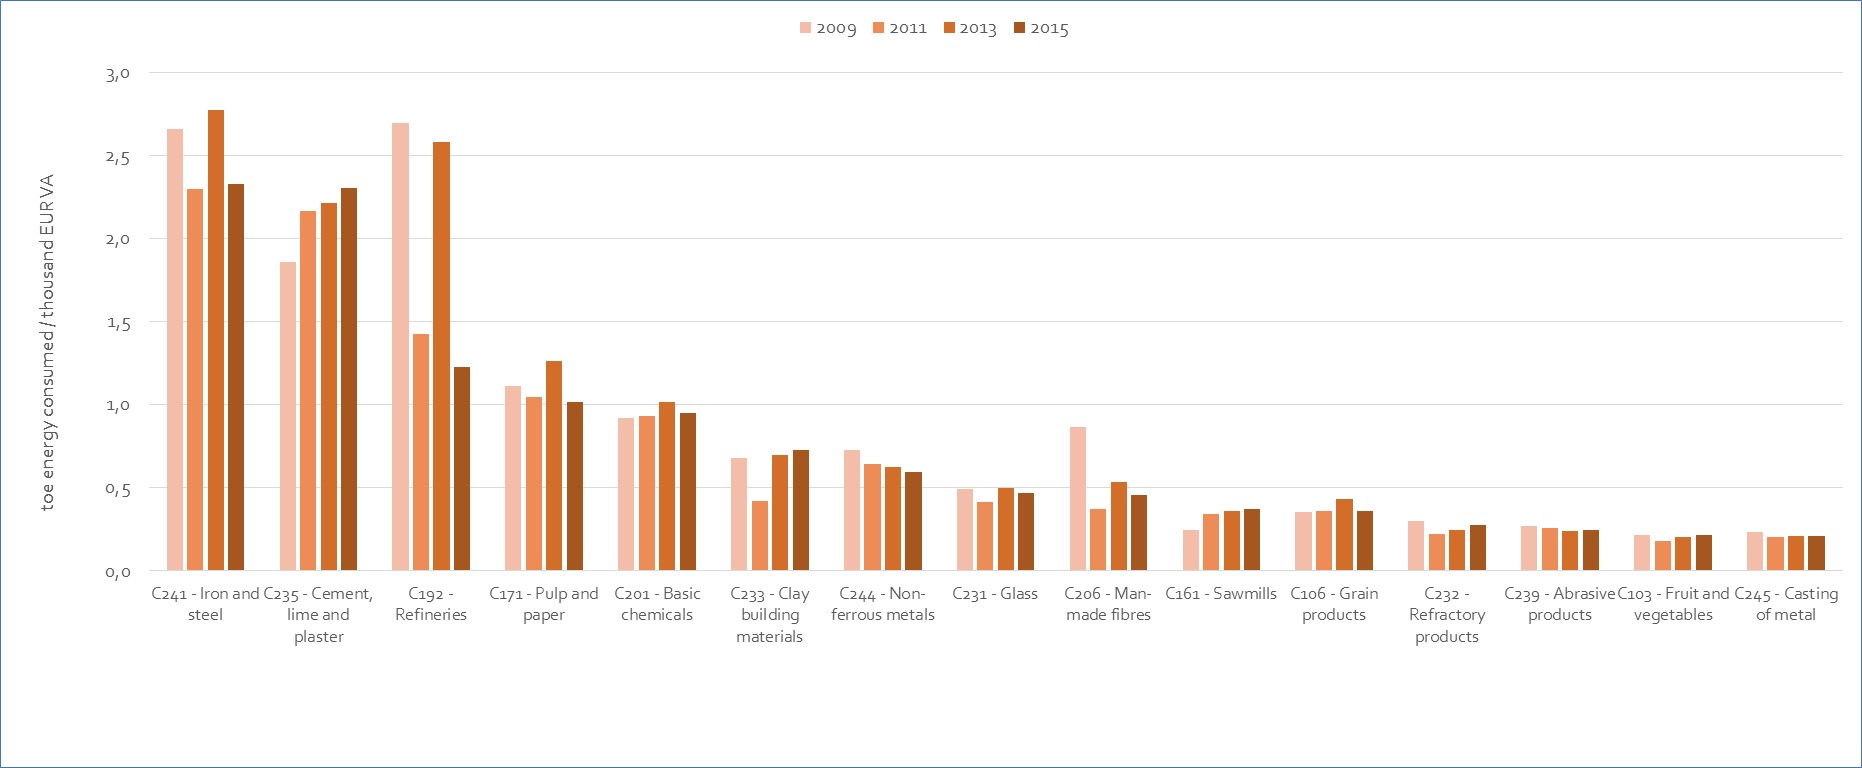 2009 2011 2013 2015
toe energy consumed / thousand EUR VA
3,0
2,5
2,0
1,5
1,0
0,5
0,0
C241 - Iron and
steel
C235 - Cement,
lime and
plaster
C192 -
Refineries
C171 - Pulp and
paper
C201 - Basic
chemicals
C233 - Clay
building
materials
C244 - Non-
ferrous metals
C231 - Glass
C206 - Man-
made fibres
C161 - Sawmills
C106 - Grain
products
C232 -
Refractory
products
C239 - Abrasive
products
C103 - Fruit and
vegetables
C245 - Casting
of metal